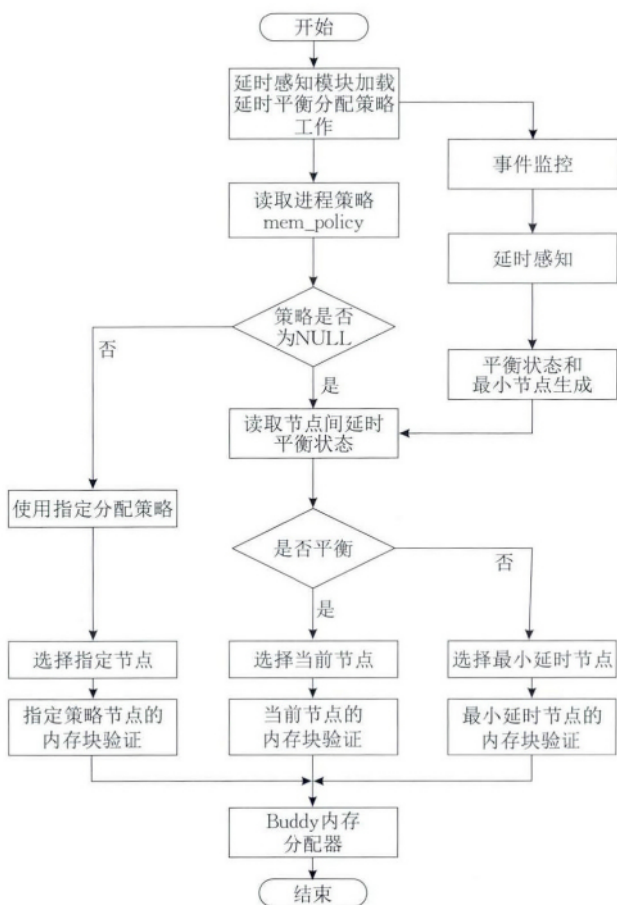 开始
延时感知模块加载
延时平衡分配策略
工作
事件监控
读取进程策略
mem_policy
延时感知
策略是否
为NULL
否
是
平衡状态和
最小节点生成
读取节点间延时
平衡状态
使用指定分配策略
是否平衡
否
是
选择指定节点
选择当前节点
选择最小延时节点
指定策略节点的
内存块验证
当前节点的
内存块验证
最小延时节点的
内存块验证
Buddy内存
分配器
结束